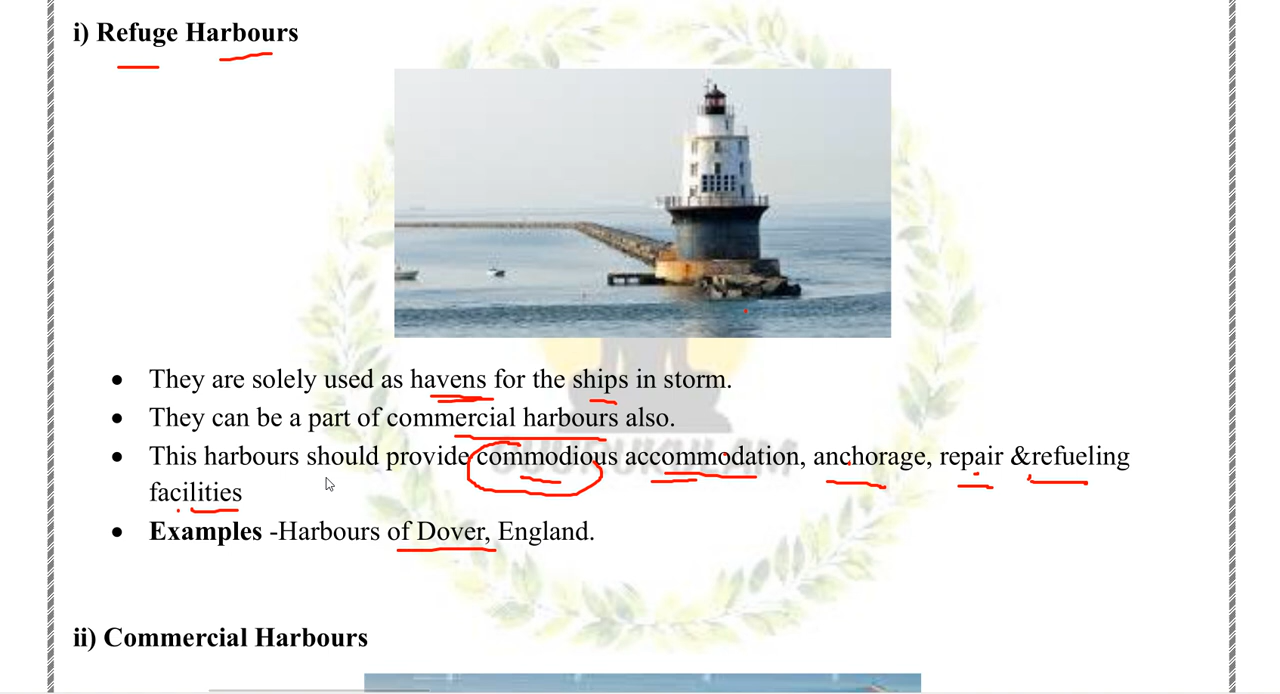 i) Refuge Harbours
• They are solely used as havens for the ships in storm.
• They can be a part of commercial harbours also.
• This harbours should provide commodious accommodation, anchorage, repair &refueling
facilities
• Examples -Harbours of Dover, England.
ii) Commercial Harbours